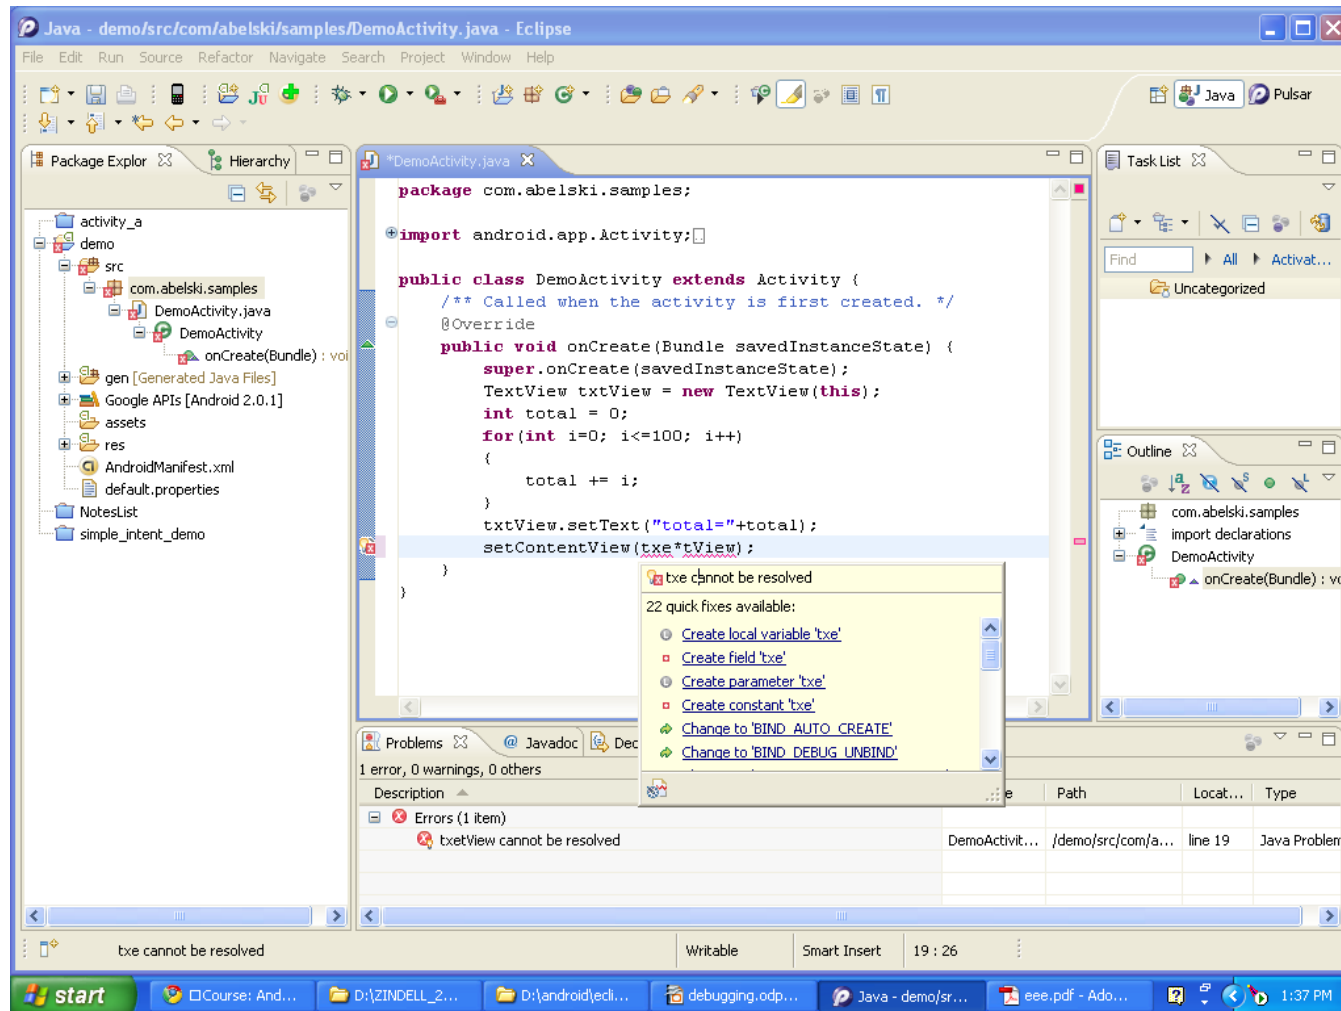 Java - demo/src/com/abelski/samples/DemoActivity.java - Eclipse
File Edit Run Source Refactor Navigate Search Project Window Help
Java Pulsar
Package Explor Hierarchy
activity_a
demo
src
com.abelski.samples
DemoActivity.java
DemoActivity
onCreate(Bundle) : voi
gen [Generated Java Files]
Google APIs [Android 2.0.1]
assets
res
AndroidManifest.xml
default.properties
NotesList
simple_intent_demo
*DemoActivity.java
package com.abelski.samples;
import android.app.Activity;
public class DemoActivity extends Activity {
/** Called when the activity is first created. */
@Override
public void onCreate(Bundle savedInstanceState) {
super.onCreate(savedInstanceState);
TextView txtView = new TextView(this);
int total = 0;
for(int i=0; i<=100; i++)
{
total += i;
}
txtView.setText("total="+total);
setContentView(txe*tView);
}
}
txe cannot be resolved
22 quick fixes available:
Create local variable 'txe'
Create field 'txe'
Create parameter 'txe'
Create constant 'txe'
Change to 'BIND_AUTO_CREATE'
Change to 'BIND_DEBUG_UNBIND'
Task List
Find All Activat...
Uncategorized
Outline
com.abelski.samples
import declarations
DemoActivity
onCreate(Bundle) : vo
Problems @ Javadoc Dec
1 error, 0 warnings, 0 others
Description e Path Locat... Type
Errors (1 item)
txetView cannot be resolved DemoActivit... /demo/src/com/a... line 19 Java Problem
txe cannot be resolved Writable Smart Insert 19 : 26
start Course: And... D:\ZINDELL_2... D:\android\ecli... debugging.odp... Java - demo/sr... eee.pdf - Ado... 1:37 PM